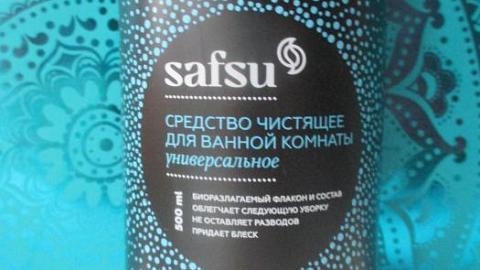 safsu
СРЕДСТВО ЧИСТЯЩЕЕ
ДЛЯ ВАННОЙ КОМНАТЫ
универсальное
500 ml
БИОРАЗЛАГАЕМЫЙ ФЛАКОН И СОСТАВ
ОБЛЕГЧАЕТ СЛЕДУЮЩУЮ УБОРКУ
НЕ ОСТАВЛЯЕТ РАЗВОДОВ
ПРИДАЕТ БЛЕСК